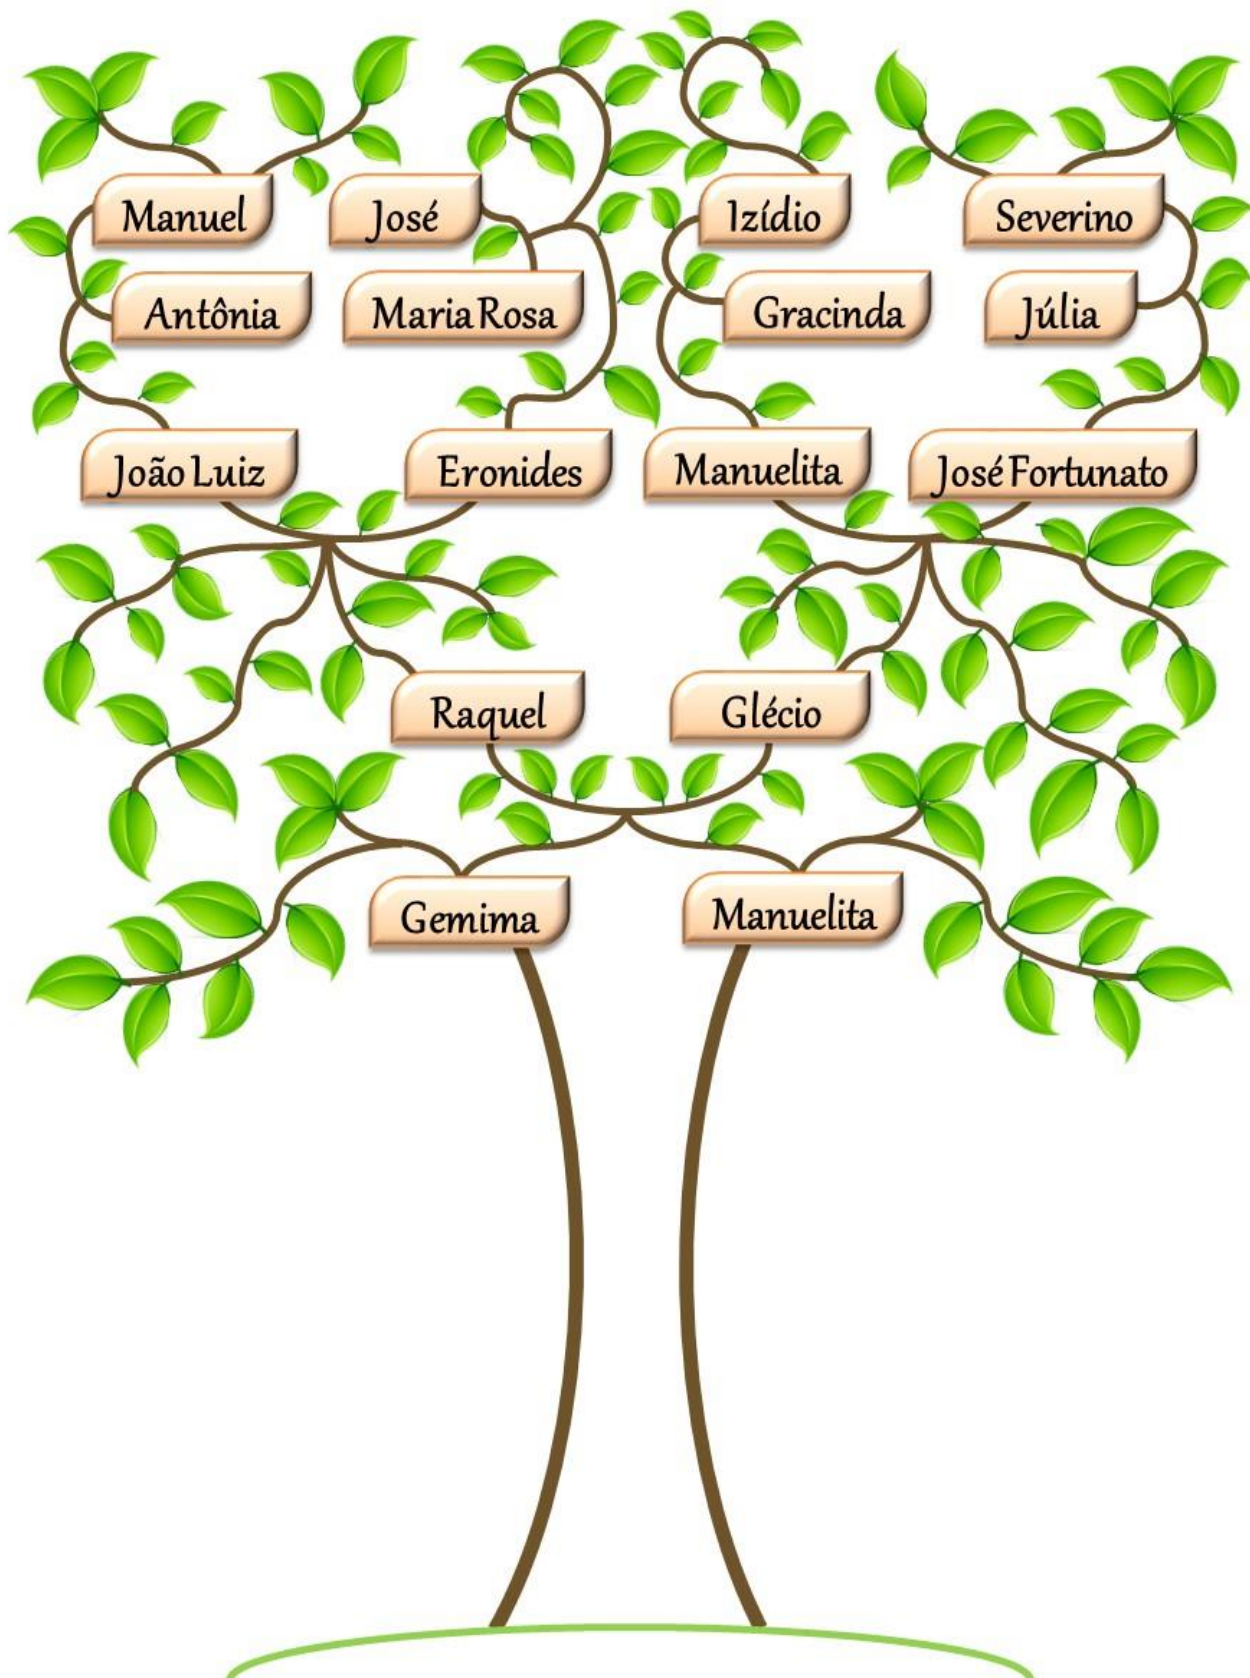 Manuel
José
Izídio
Severino
Antônia
Maria Rosa
Gracinda
Júlia
João Luiz
Eronides
Manuelita
José Fortunato
Raquel
Glécio
Gemima
Manuelita